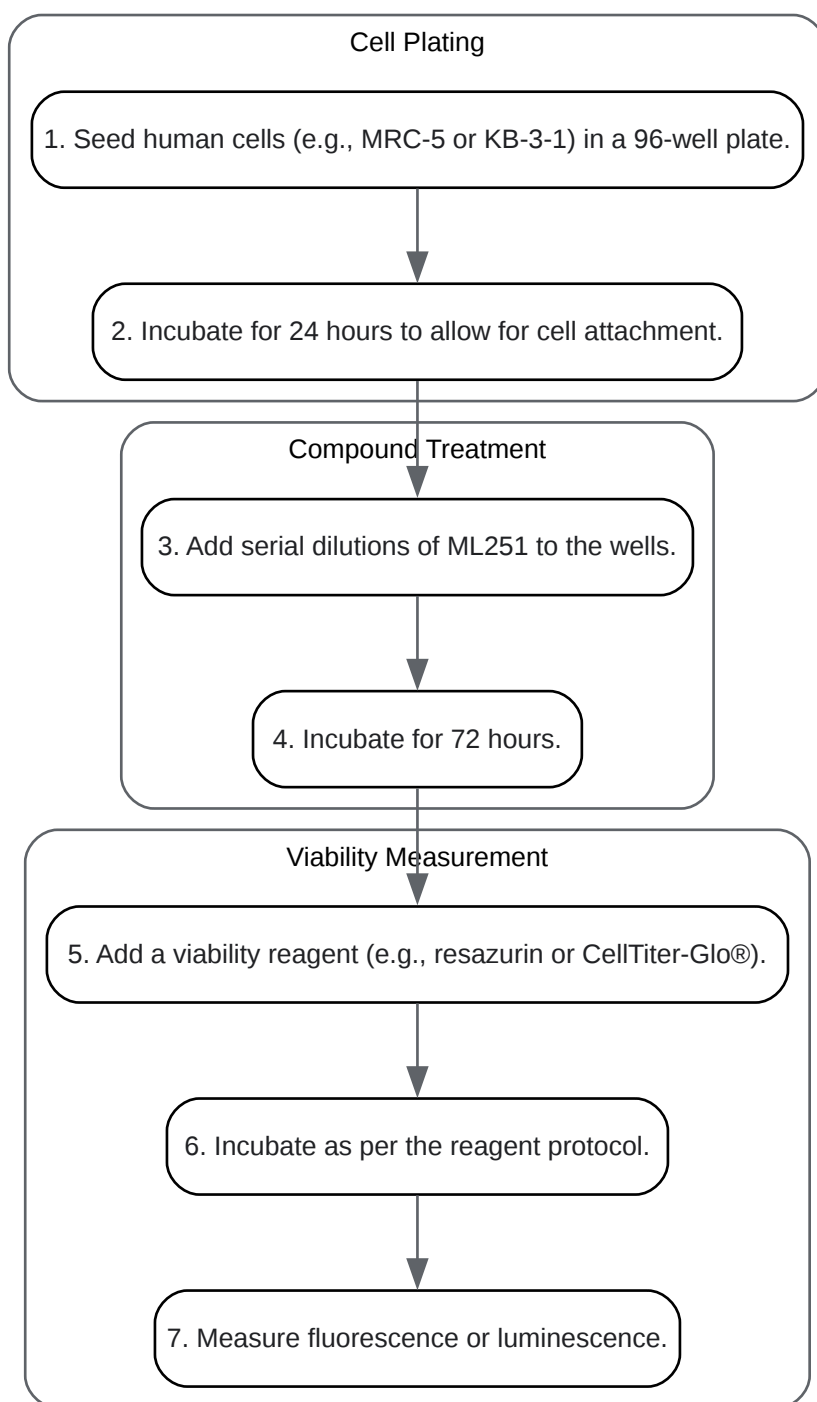 Cell Plating
1. Seed human cells (e.g., MRC-5 or KB-3-1) in a 96-well plate.
2. Incubate for 24 hours to allow for cell attachment.
Compound Treatment
3. Add serial dilutions of ML251 to the wells.
4. Incubate for 72 hours.
Viability Measurement
5. Add a viability reagent (e.g., resazurin or CellTiter-Glo®).
6. Incubate as per the reagent protocol.
7. Measure fluorescence or luminescence.